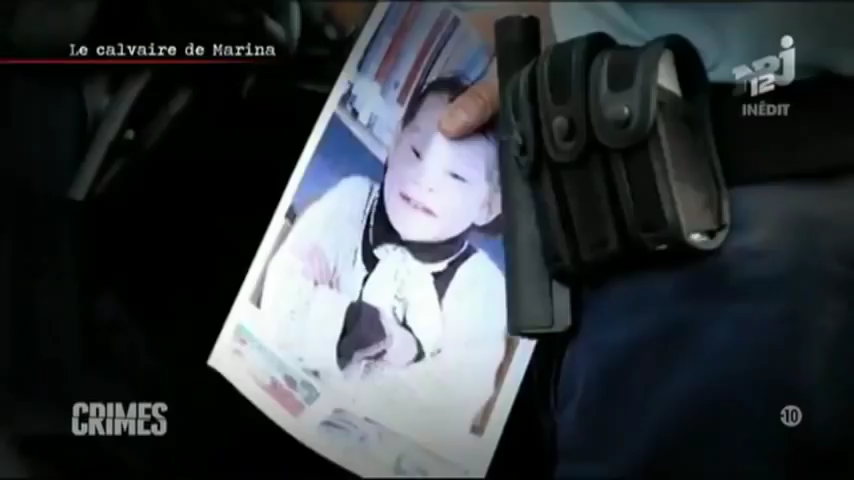 Le calvaire de Marina
NRJ
12
INÉDIT
CRIMES
-10